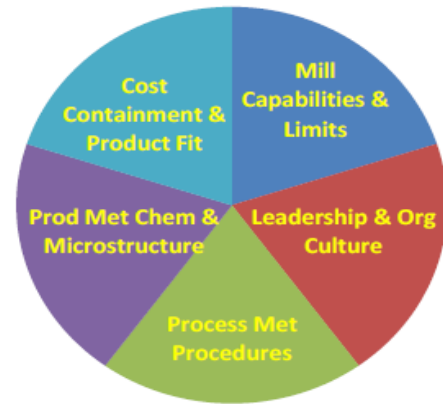 Cost
Containment &
Product Fit
Mill
Capabilities &
Limits
Prod Met Chem &
Microstructure
Leadership & Org
Culture
Process Met
Procedures